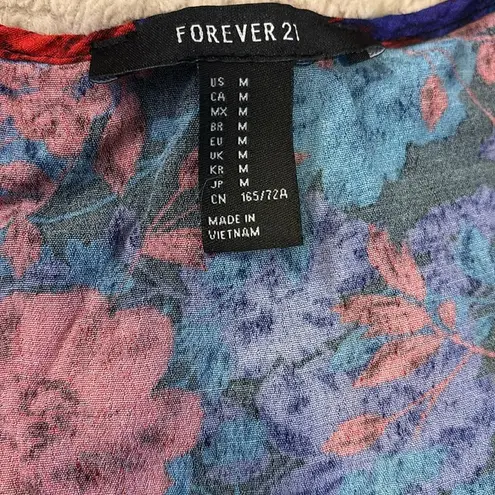 FOREVER 21
US M
CA M
MX M
BR M
EU M
UK M
KR M
JP M
CN 165/72A
MADE IN
VIETNAM